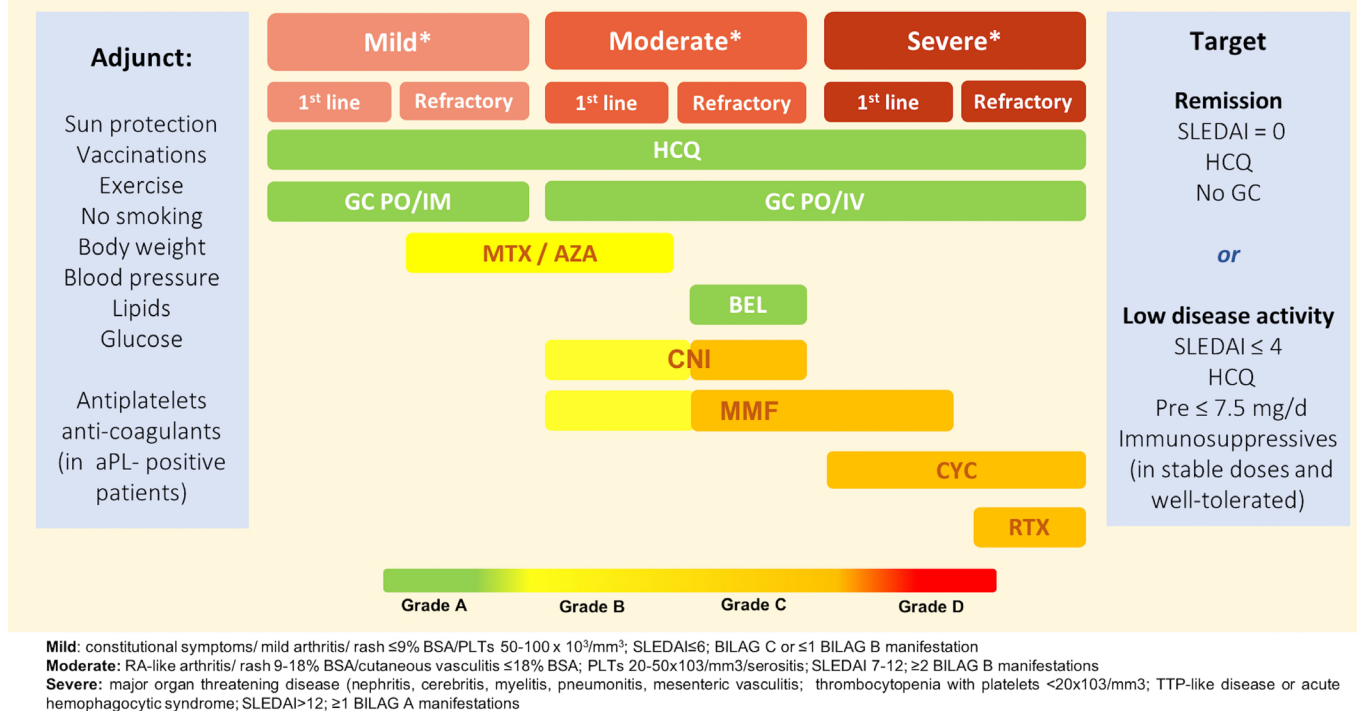 Adjunct:
Sun protection
Vaccinations
Exercise
No smoking
Body weight
Blood pressure
Lipids
Glucose
Antiplatelets
anti-coagulants
(in aPL- positive
patients)
Mild* Moderate* Severe*
1st line Refractory 1st line Refractory 1st line Refractory
HCQ
GC PO/IM GC PO/IV
MTX / AZA
BEL
CNI
MMF
CYC
RTX
Grade A Grade B Grade C Grade D
Target
Remission
SLEDAI = 0
HCQ
No GC
or
Low disease activity
SLEDAI ≤ 4
HCQ
Pre ≤ 7.5 mg/d
Immunosuppressives
(in stable doses and
well-tolerated)
Mild: constitutional symptoms/ mild arthritis/ rash ≤9% BSA/PLTs 50-100 x 10³/mm³; SLEDAI≤6; BILAG C or ≤1 BILAG B manifestation
Moderate: RA-like arthritis/ rash 9-18% BSA/cutaneous vasculitis ≤18% BSA; PLTs 20-50x103/mm3/serositis; SLEDAI 7-12; ≥2 BILAG B manifestations
Severe: major organ threatening disease (nephritis, cerebritis, myelitis, pneumonitis, mesenteric vasculitis; thrombocytopenia with platelets <20x103/mm3; TTP-like disease or acute
hemophagocytic syndrome; SLEDAI>12; ≥1 BILAG A manifestations